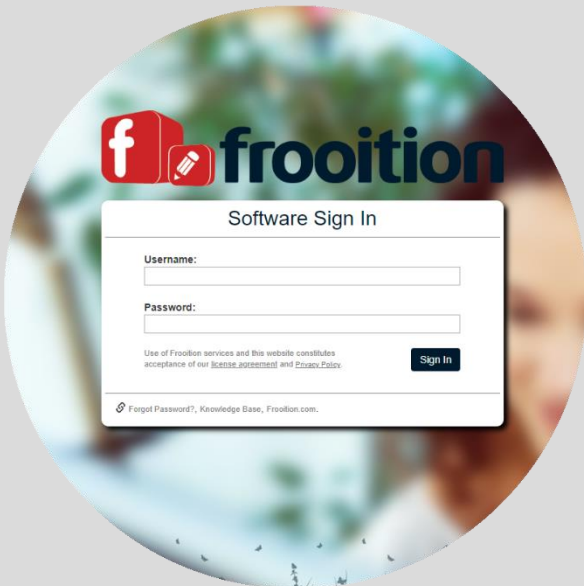 f frooition
Software Sign In
Username:
Password:
Use of Frooition services and this website constitutes
acceptance of our license agreement and Privacy Policy.
Sign In
Forgot Password?, Knowledge Base, Frooition.com.